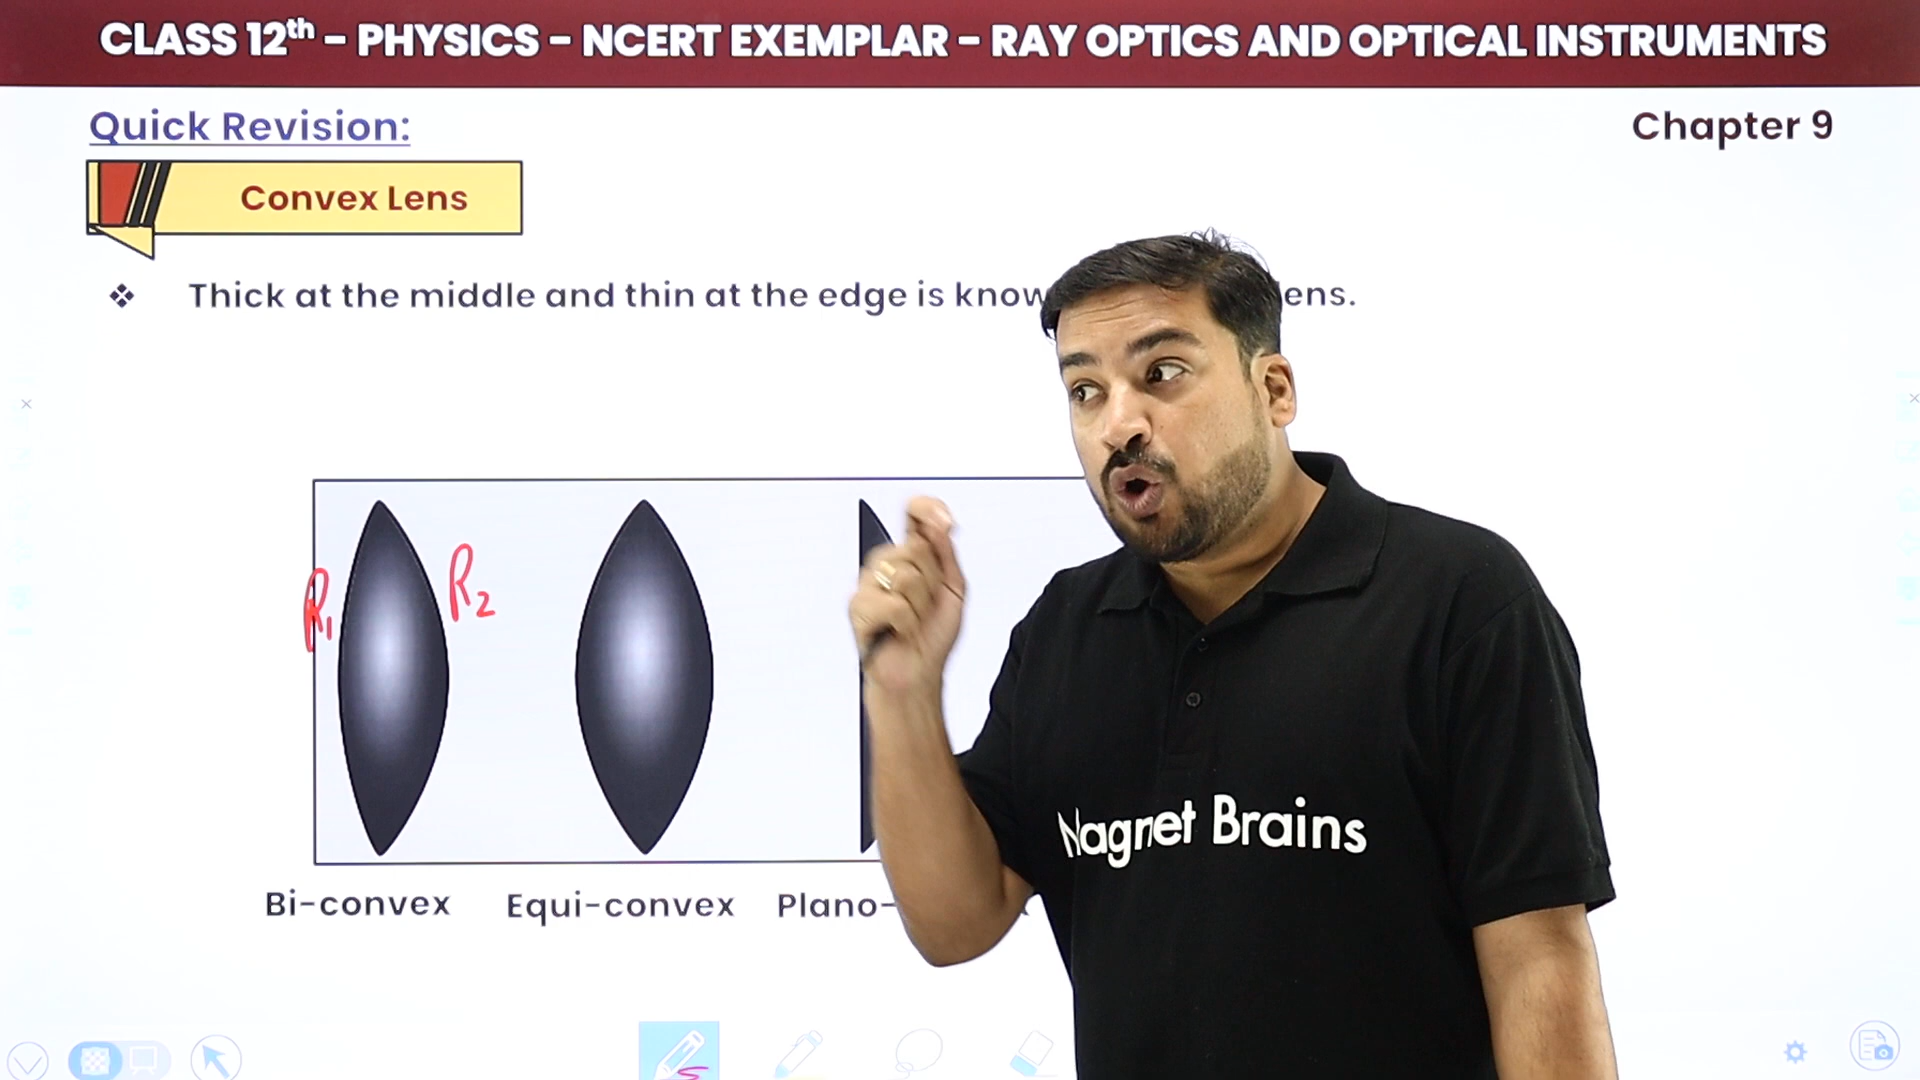 CLASS 12th - PHYSICS - NCERT EXEMPLAR - RAY OPTICS AND OPTICAL INSTRUMENTS
Quick Revision:
Chapter 9
Convex Lens
❖ Thick at the middle and thin at the edge is know ens.
R1
R2
Bi-convex Equi-convex Plano-
Magnet Brains